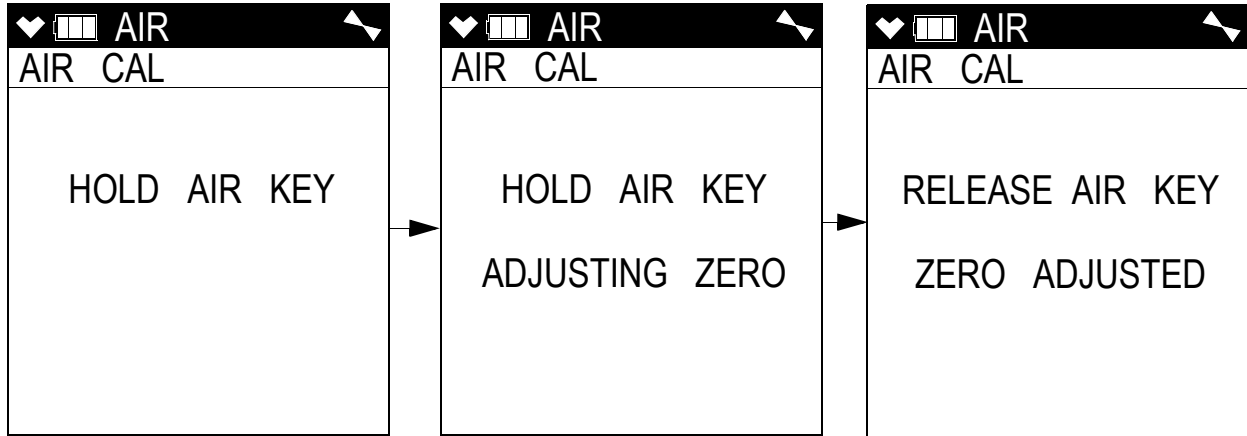 AIR
AIR CAL
HOLD AIR KEY
AIR
AIR CAL
HOLD AIR KEY
ADJUSTING ZERO
AIR
AIR CAL
RELEASE AIR KEY
ZERO ADJUSTED